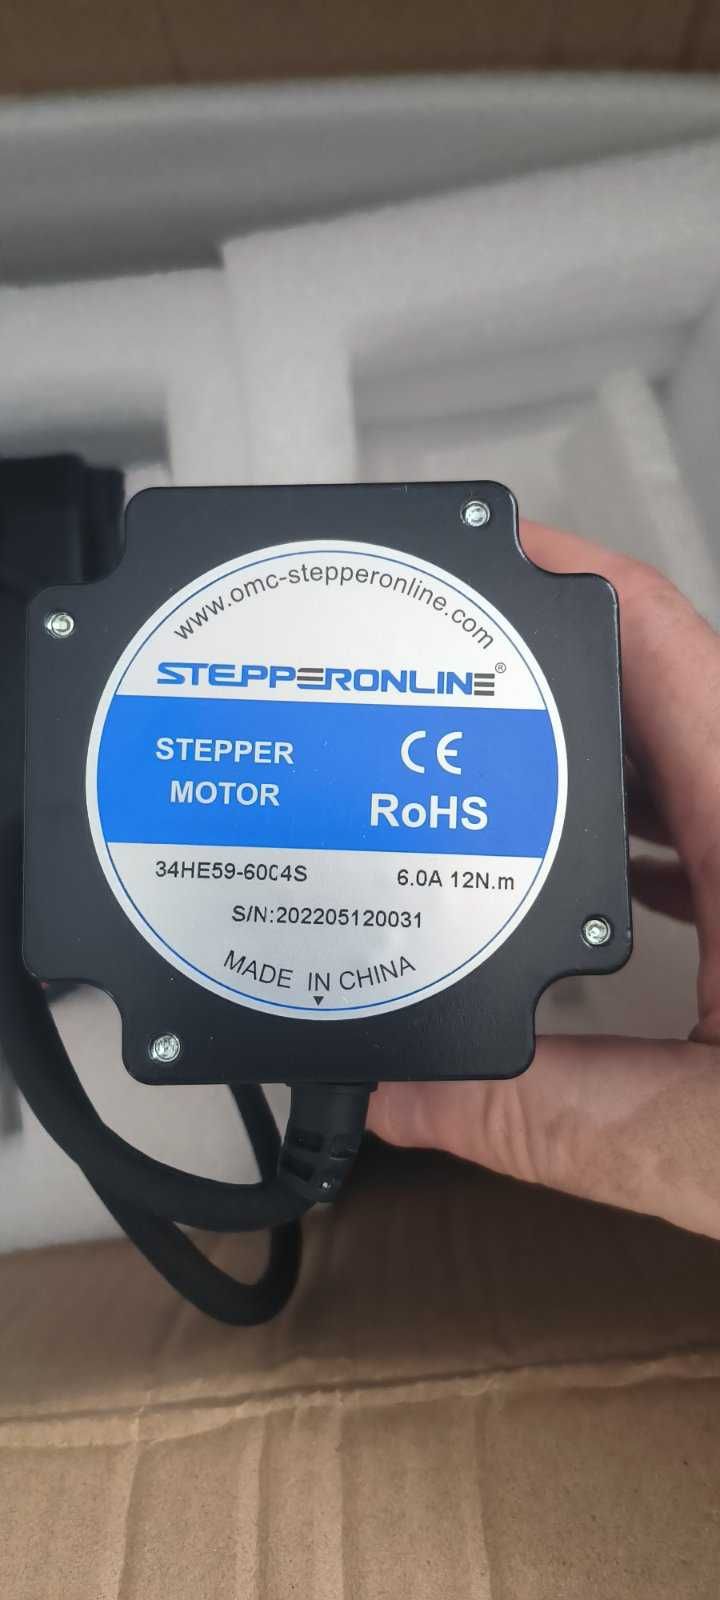 www.omc-stepperonline.com
STEPPERONLINE®
STEPPER
MOTOR
CE
RoHS
34HE59-6004S
6.0A 12N.m
S/N:202205120031
MADE IN CHINA